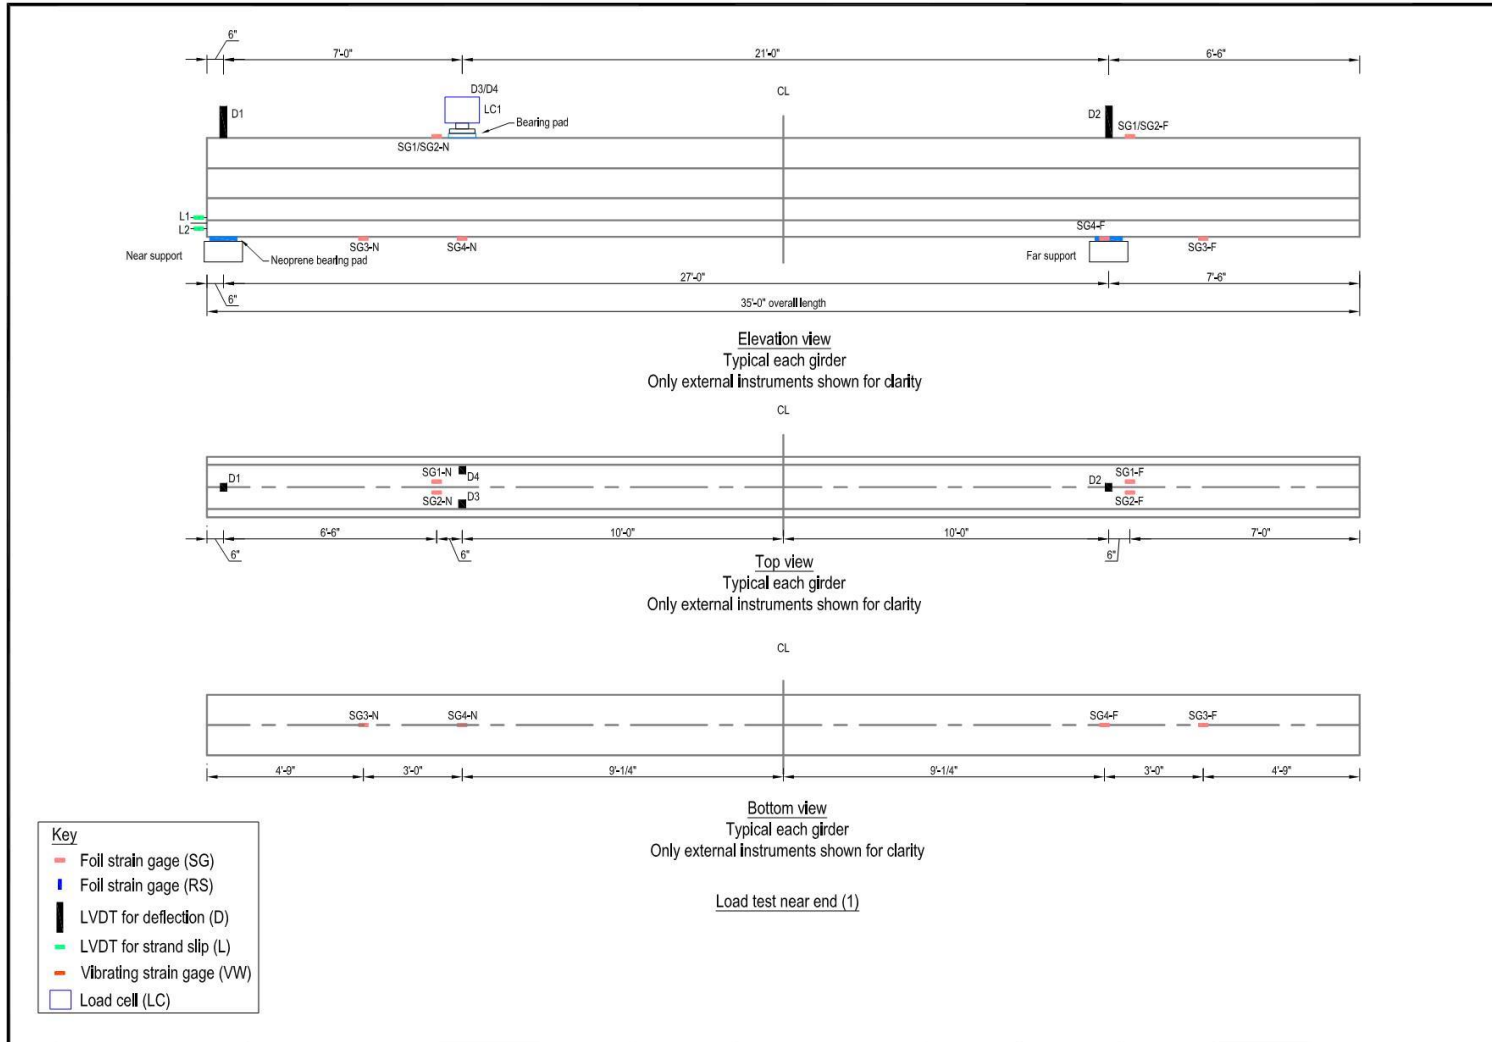 6"
7'-0"
21'-0"
6'-6"
D3/D4
CL
D1
LC1
Bearing pad
D2
SG1/SG2-F
SG1/SG2-N
L1
L2
SG4-F
Near support
SG3-N
SG4-N
Neoprene bearing pad
Far support
SG3-F
27'-0"
7'-6"
6"
35'-0" overall length
Elevation view
Typical each girder
Only external instruments shown for clarity
CL
D1
SG1-N
D4
D2
SG1-F
SG2-N
D3
SG2-F
6'-6"
10'-0"
10'-0"
7'-0"
6"
6"
6"
Top view
Typical each girder
Only external instruments shown for clarity
CL
SG3-N
SG4-N
SG4-F
SG3-F
4'-9"
3'-0"
9'-1/4"
9'-1/4"
3'-0"
4'-9"
Bottom view
Typical each girder
Only external instruments shown for clarity
Load test near end (1)
Key
Foil strain gage (SG)
Foil strain gage (RS)
LVDT for deflection (D)
LVDT for strand slip (L)
Vibrating strain gage (VW)
Load cell (LC)